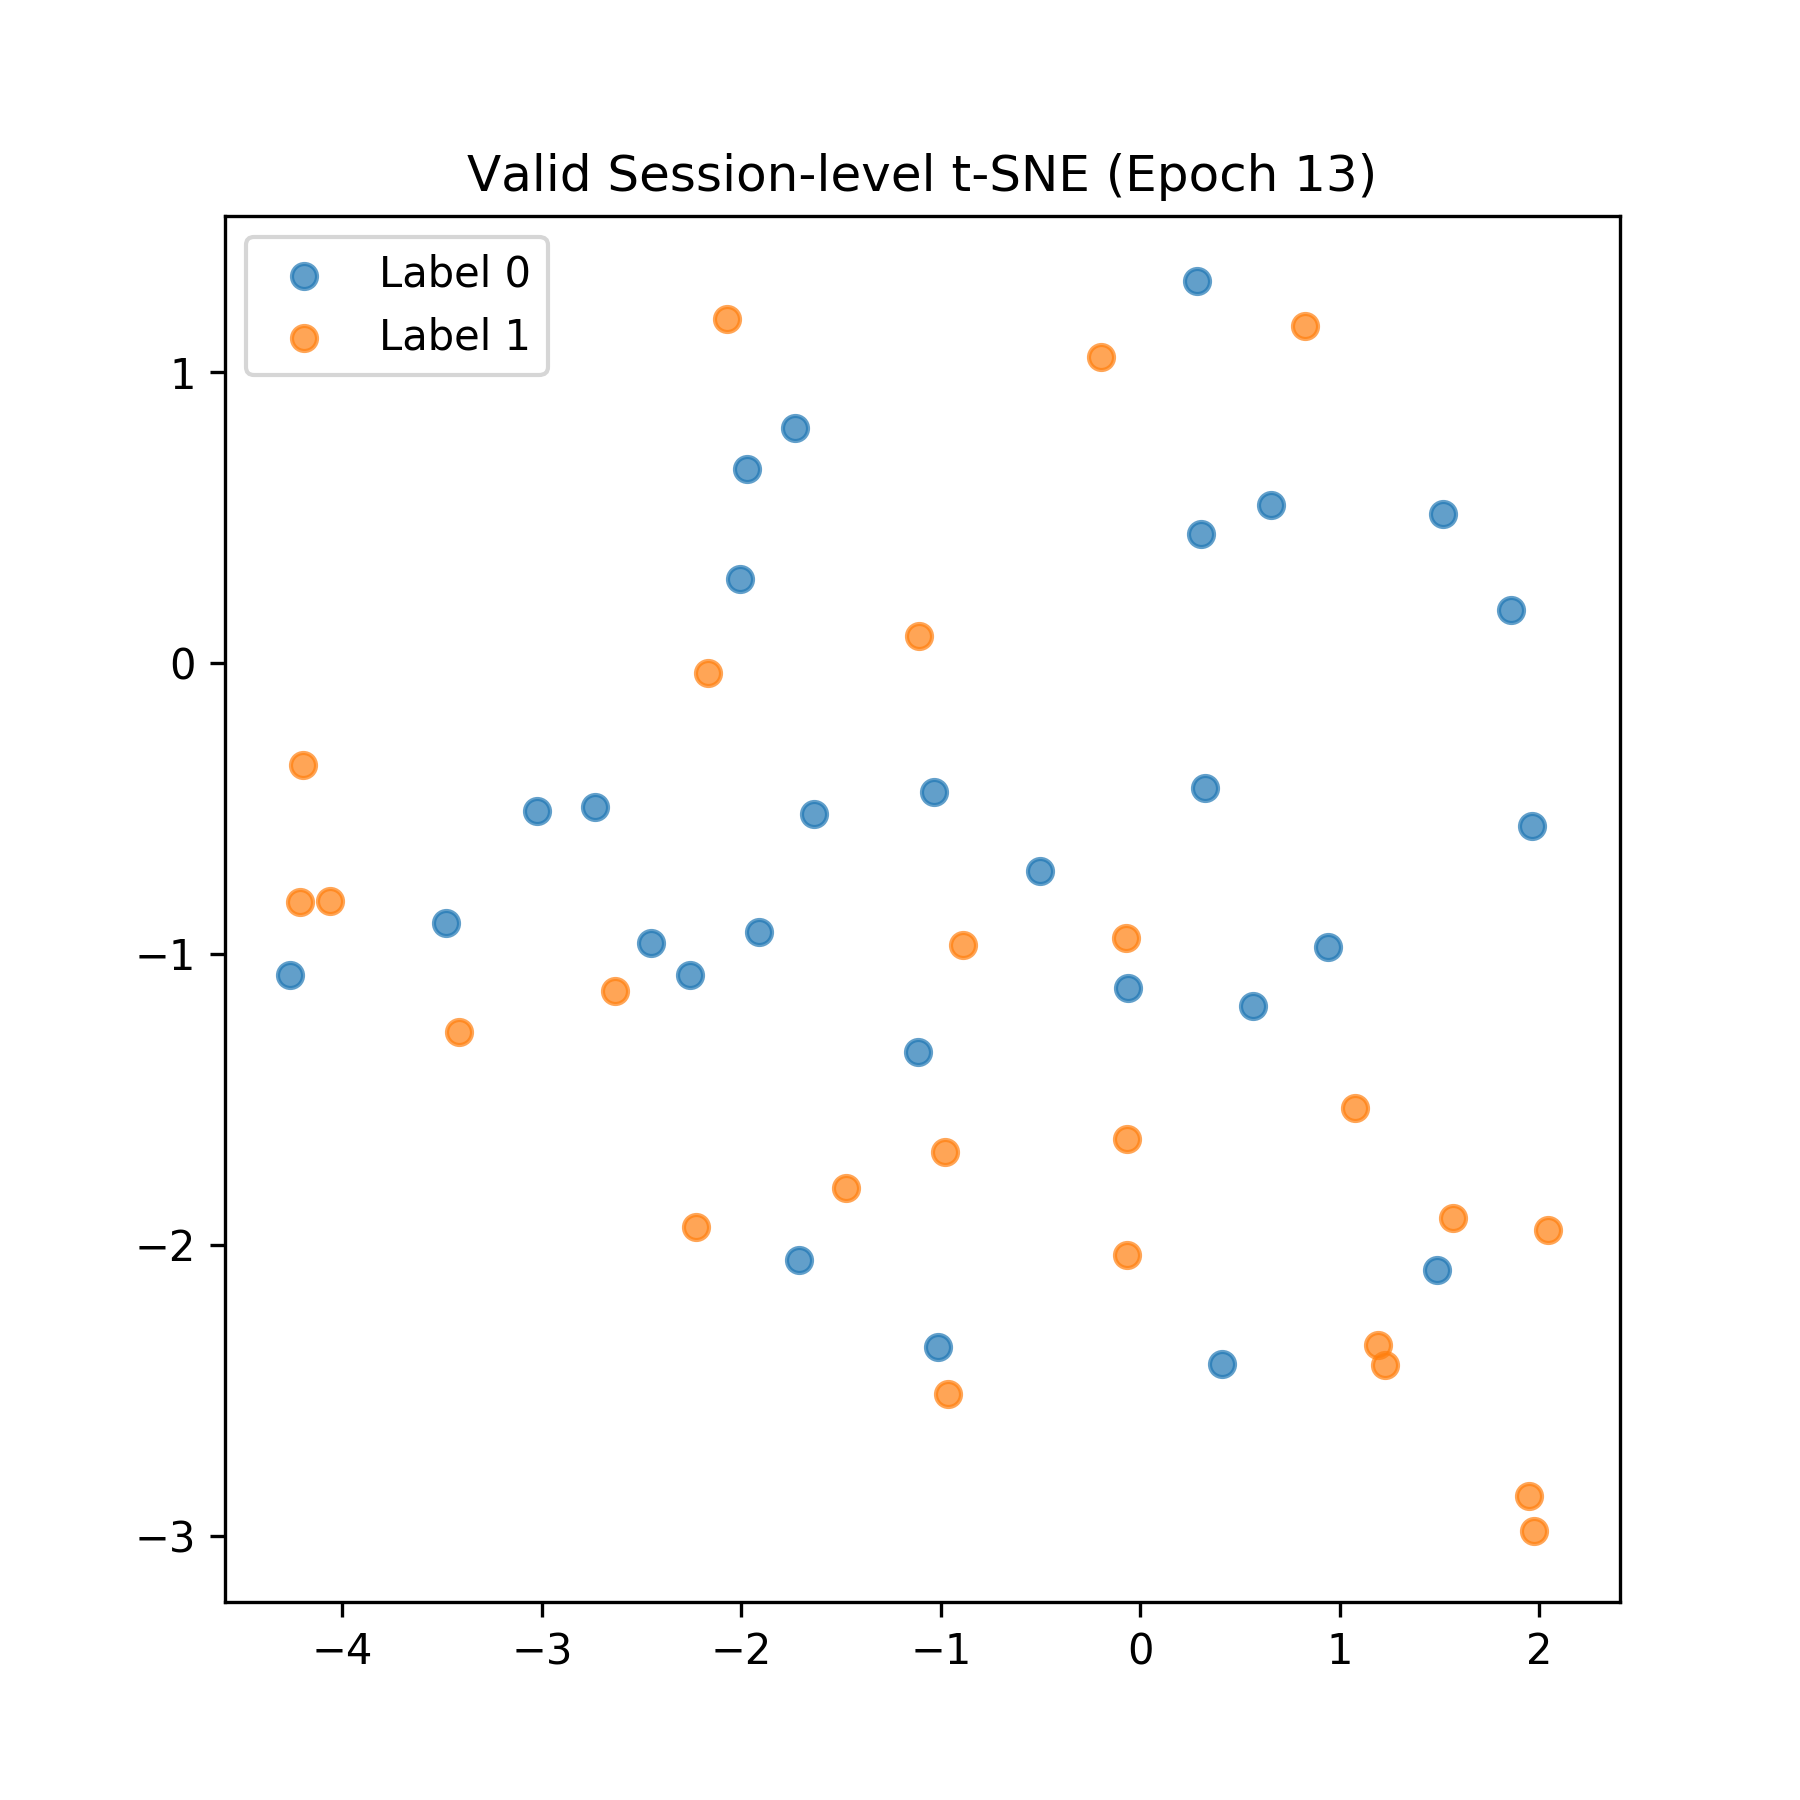 Valid Session-level t-SNE (Epoch 13)
Label 0
Label 1
1
0
−1
−2
−3
−4 −3 −2 −1 0 1 2